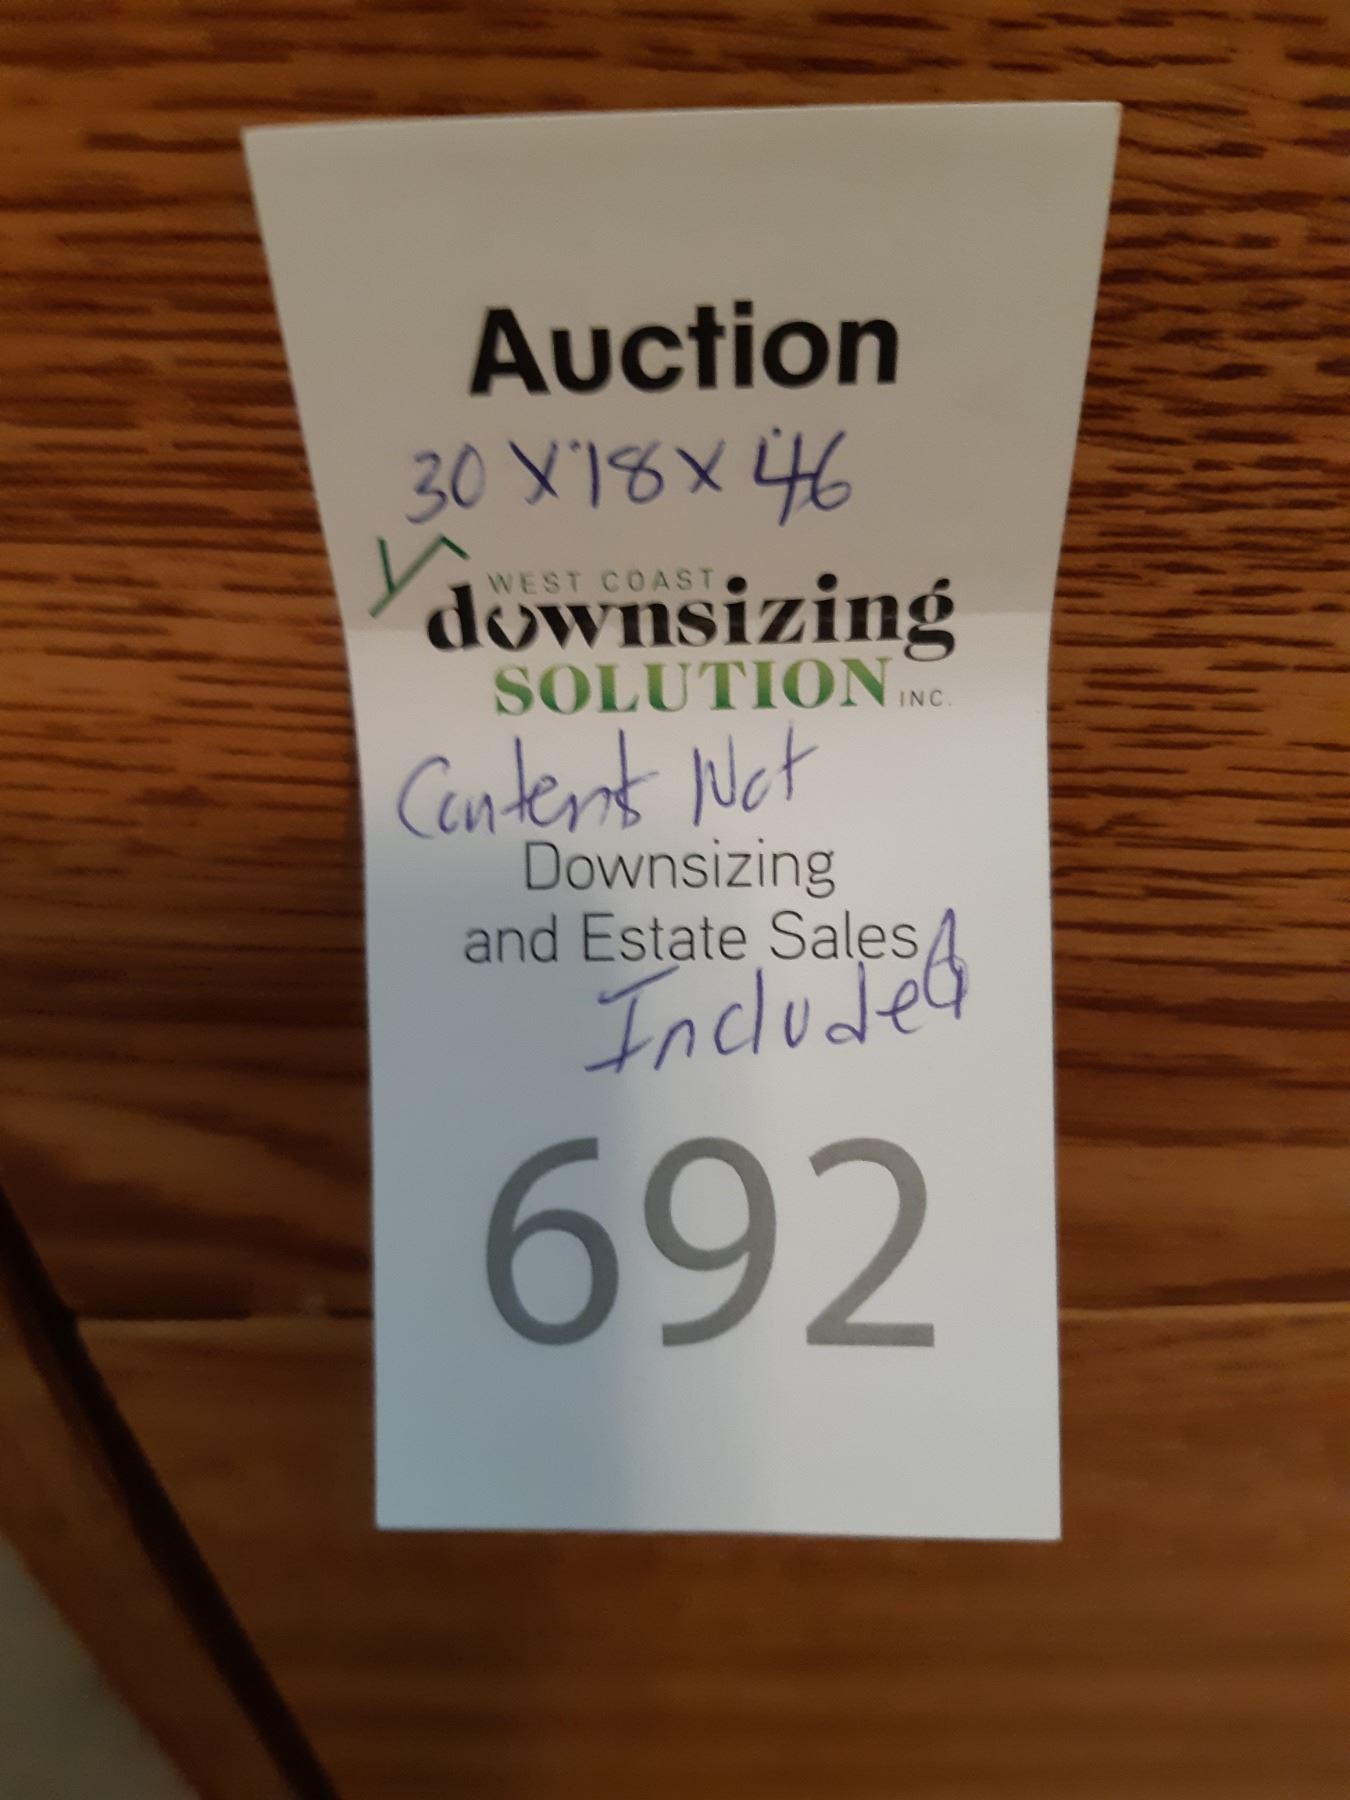 Auction
30 X 18 X 46
WEST COAST
downsizing
SOLUTION INC.
Contents Not
Downsizing
and Estate Sales
Included
692